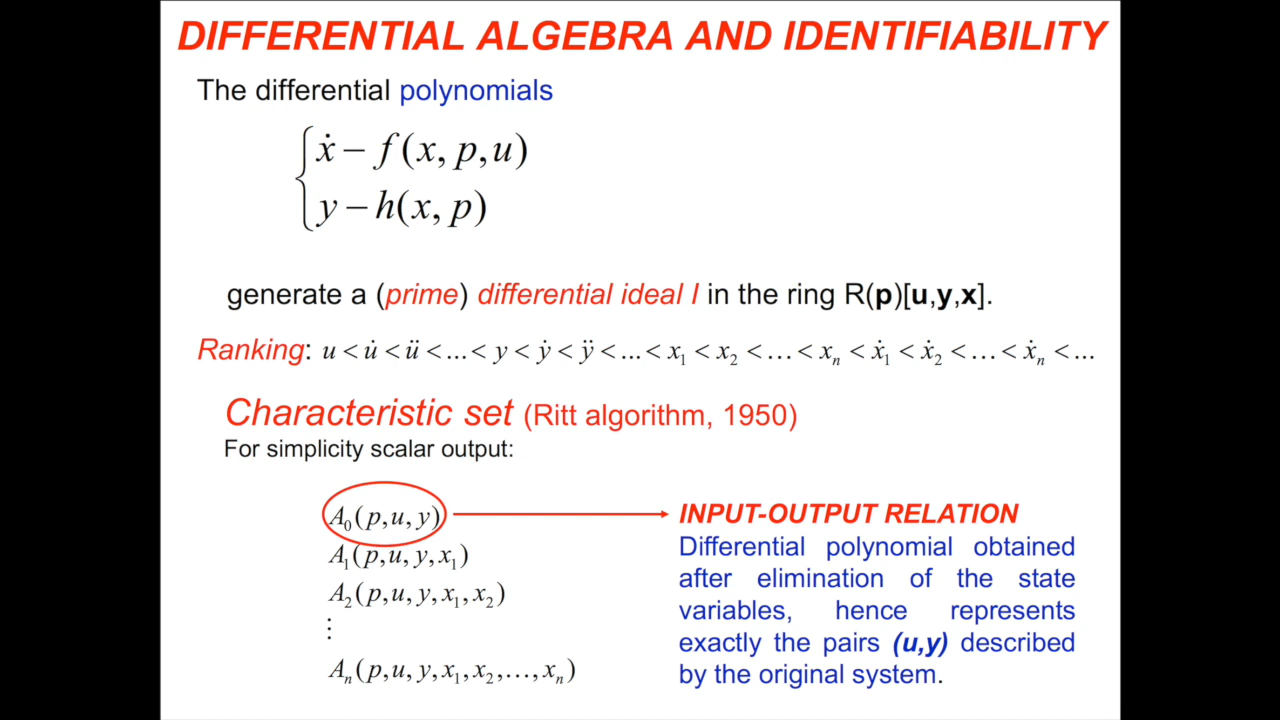 DIFFERENTIAL ALGEBRA AND IDENTIFIABILITY
The differential polynomials
ẋ − f(x, p, u)
y − h(x, p)
generate a (prime) differential ideal I in the ring R(p)[u,y,x].
Ranking: u < u̇ < ü < ... < y < ẏ < ÿ < ... < x₁ < x₂ < ... < xₙ < ẋ₁ < ẋ₂ < ... < ẋₙ < ...
Characteristic set (Ritt algorithm, 1950)
For simplicity scalar output:
A₀(p,u,y)
A₁(p,u,y,x₁)
A₂(p,u,y,x₁,x₂)
⋮
Aₙ(p,u,y,x₁,x₂,...,xₙ)
INPUT-OUTPUT RELATION
Differential polynomial obtained
after elimination of the state
variables, hence represents
exactly the pairs (u,y) described
by the original system.